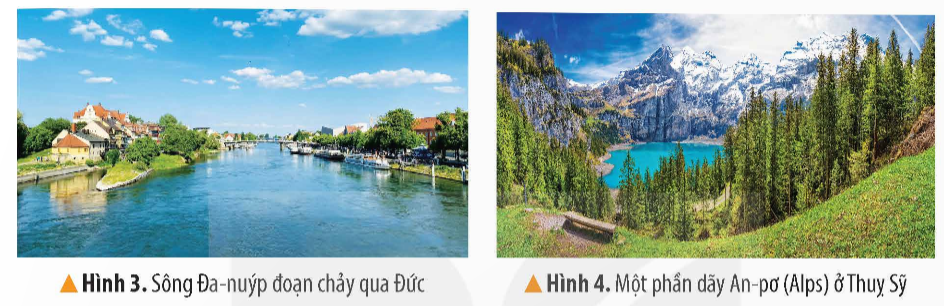 Hình 3. Sông Đa-nuýp đoạn chảy qua Đức
Hình 4. Một phần dãy An-pơ (Alps) ở Thuỵ Sỹ